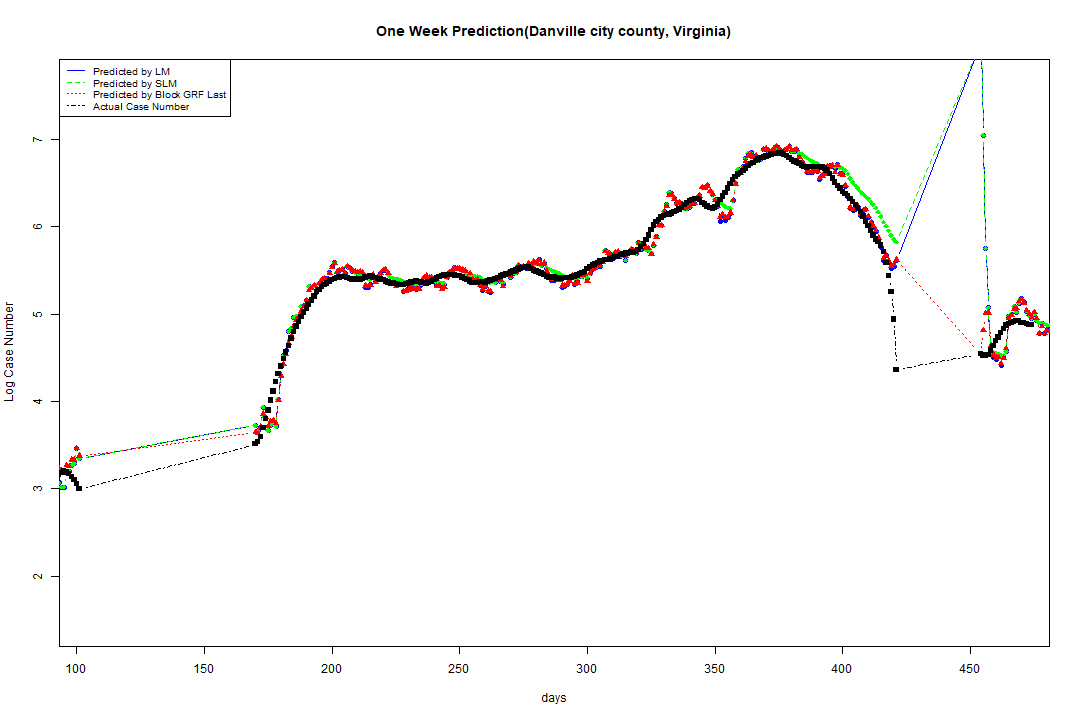 One Week Prediction(Danville city county, Virginia)
Predicted by LM
Predicted by SLM
Predicted by Block GRF Last
Actual Case Number
7
6
5
4
3
2
Log Case Number
100 150 200 250 300 350 400 450
days